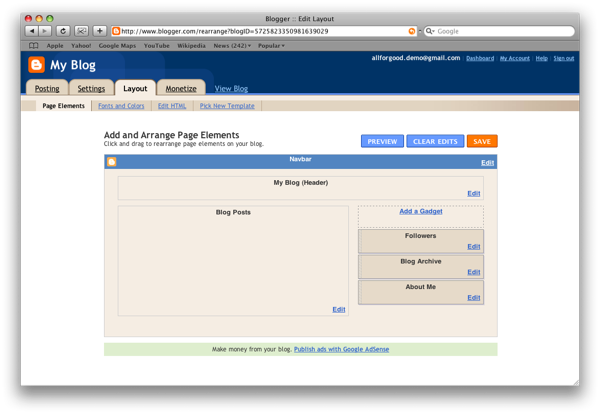 Blogger :: Edit Layout
http://www.blogger.com/rearrange?blogID=5725823350981639029
Google
Apple Yahoo! Google Maps YouTube Wikipedia News (242) Popular
My Blog
allforgood.demo@gmail.com | Dashboard | My Account | Help | Sign out
Posting Settings Layout Monetize View Blog
Page Elements Fonts and Colors Edit HTML Pick New Template
Add and Arrange Page Elements
Click and drag to rearrange page elements on your blog.
PREVIEW CLEAR EDITS SAVE
Navbar
Edit
My Blog (Header)
Edit
Blog Posts
Edit
Add a Gadget
Followers
Edit
Blog Archive
Edit
About Me
Edit
Make money from your blog. Publish ads with Google AdSense